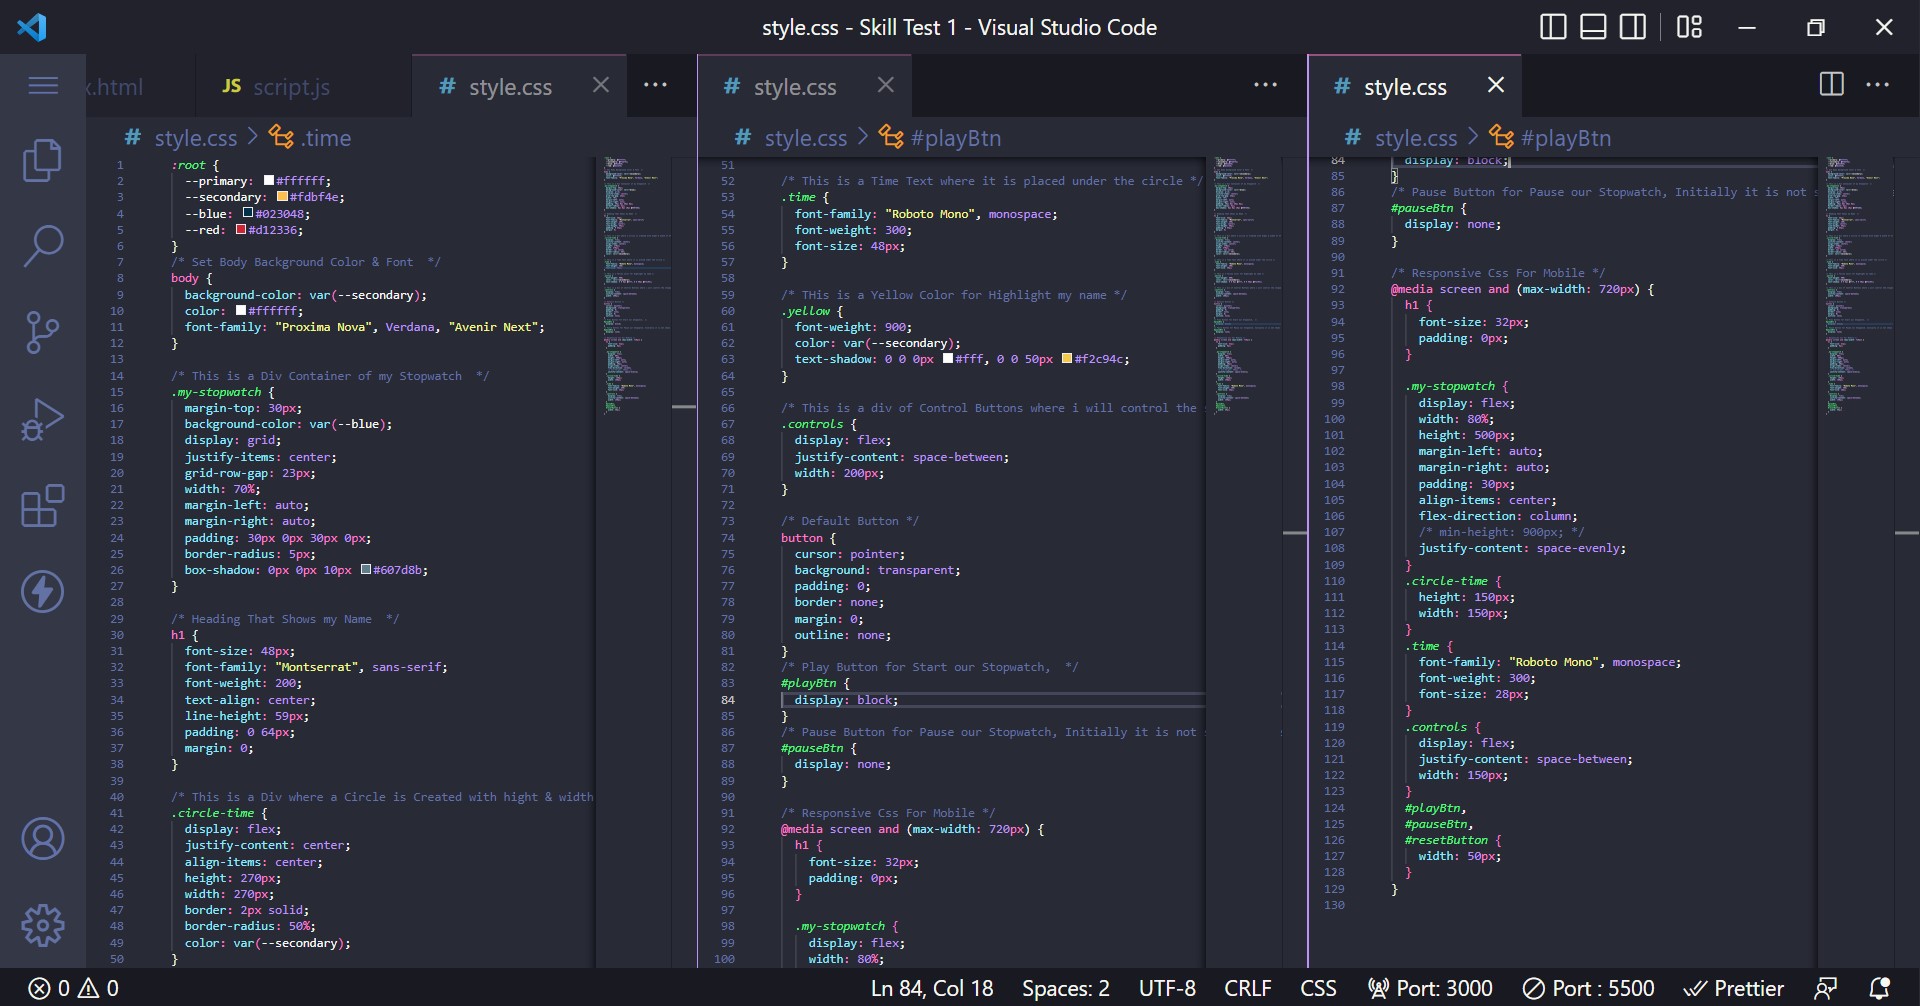 style.css - Skill Test 1 - Visual Studio Code
x.html
JS script.js
# style.css
# style.css
# style.css
# style.css > .time
1 :root {
2 --primary: #ffffff;
3 --secondary: #fdbf4e;
4 --blue: #023048;
5 --red: #d12336;
6 }
7 /* Set Body Background Color & Font */
8 body {
9 background-color: var(--secondary);
10 color: #ffffff;
11 font-family: "Proxima Nova", Verdana, "Avenir Next";
12 }
13
14 /* This is a Div Container of my Stopwatch */
15 .my-stopwatch {
16 margin-top: 30px;
17 background-color: var(--blue);
18 display: grid;
19 justify-items: center;
20 grid-row-gap: 23px;
21 width: 70%;
22 margin-left: auto;
23 margin-right: auto;
24 padding: 30px 0px 30px 0px;
25 border-radius: 5px;
26 box-shadow: 0px 0px 10px #607d8b;
27 }
28
29 /* Heading That Shows my Name */
30 h1 {
31 font-size: 48px;
32 font-family: "Montserrat", sans-serif;
33 font-weight: 200;
34 text-align: center;
35 line-height: 59px;
36 padding: 0 64px;
37 margin: 0;
38 }
39
40 /* This is a Div where a Circle is Created with hight & width
41 .circle-time {
42 display: flex;
43 justify-content: center;
44 align-items: center;
45 height: 270px;
46 width: 270px;
47 border: 2px solid;
48 border-radius: 50%;
49 color: var(--secondary);
50 }
# style.css > #playBtn
51
52 /* This is a Time Text where it is placed under the circle */
53 .time {
54 font-family: "Roboto Mono", monospace;
55 font-weight: 300;
56 font-size: 48px;
57 }
58
59 /* THis is a Yellow Color for Highlight my name */
60 .yellow {
61 font-weight: 900;
62 color: var(--secondary);
63 text-shadow: 0 0 0px #fff, 0 0 50px #f2c94c;
64 }
65
66 /* This is a div of Control Buttons where i will control the
67 .controls {
68 display: flex;
69 justify-content: space-between;
70 width: 200px;
71 }
72
73 /* Default Button */
74 button {
75 cursor: pointer;
76 background: transparent;
77 padding: 0;
78 border: none;
79 margin: 0;
80 outline: none;
81 }
82 /* Play Button for Start our Stopwatch, */
83 #playBtn {
84 display: block;
85 }
86 /* Pause Button for Pause our Stopwatch, Initially it is not
87 #pauseBtn {
88 display: none;
89 }
90
91 /* Responsive Css For Mobile */
92 @media screen and (max-width: 720px) {
93 h1 {
94 font-size: 32px;
95 padding: 0px;
96 }
97
98 .my-stopwatch {
99 display: flex;
100 width: 80%;
# style.css > #playBtn
84 display: block;
85 }
86 /* Pause Button for Pause our Stopwatch, Initially it is not s
87 #pauseBtn {
88 display: none;
89 }
90
91 /* Responsive Css For Mobile */
92 @media screen and (max-width: 720px) {
93 h1 {
94 font-size: 32px;
95 padding: 0px;
96 }
97
98 .my-stopwatch {
99 display: flex;
100 width: 80%;
101 height: 500px;
102 margin-left: auto;
103 margin-right: auto;
104 padding: 30px;
105 align-items: center;
106 flex-direction: column;
107 /* min-height: 900px; */
108 justify-content: space-evenly;
109 }
110 .circle-time {
111 height: 150px;
112 width: 150px;
113 }
114 .time {
115 font-family: "Roboto Mono", monospace;
116 font-weight: 300;
117 font-size: 28px;
118 }
119 .controls {
120 display: flex;
121 justify-content: space-between;
122 width: 150px;
123 }
124 #playBtn,
125 #pauseBtn,
126 #resetButton {
127 width: 50px;
128 }
129 }
130
0 0 Ln 84, Col 18 Spaces: 2 UTF-8 CRLF CSS Port: 3000 Port : 5500 Prettier